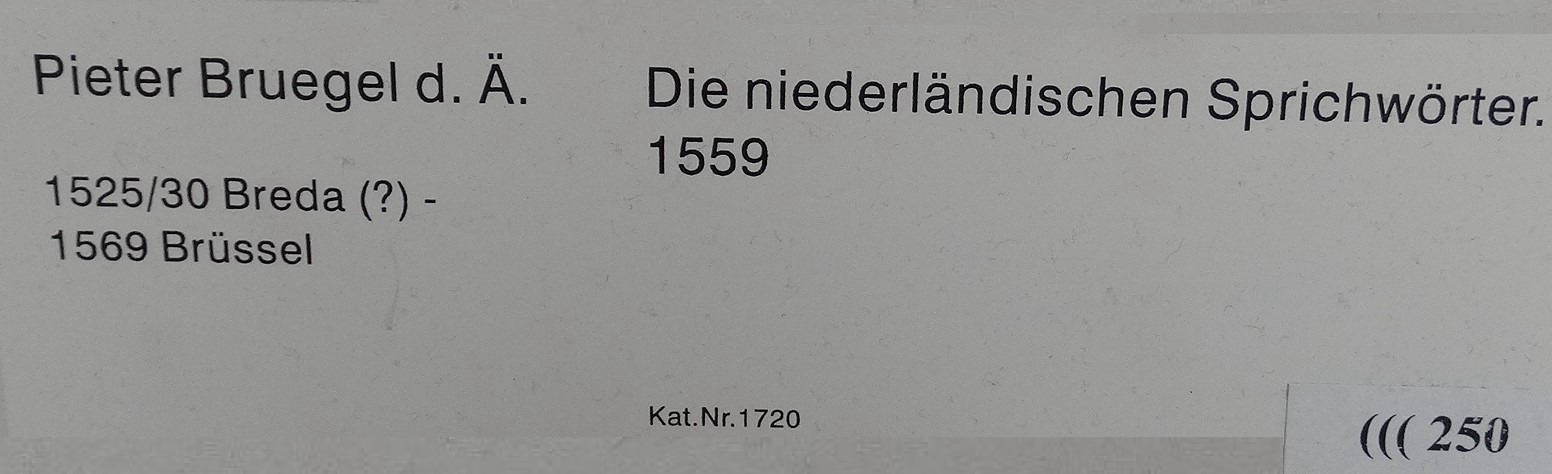 Pieter Bruegel d. Ä.
1525/30 Breda (?) -
1569 Brüssel
Die niederländischen Sprichwörter.
1559
Kat.Nr.1720
((( 250